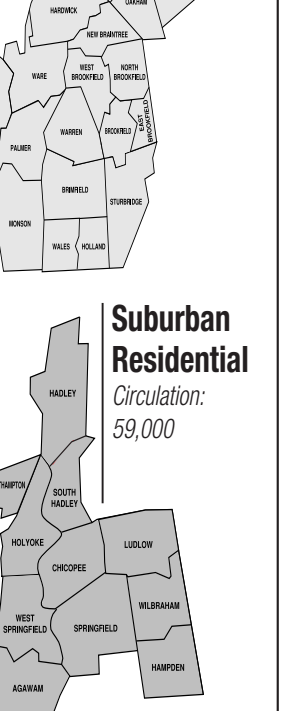 OAKHAM
HARDWICK
NEW BRAINTREE
WARE
WEST
BROOKFIELD
NORTH
BROOKFIELD
EAST
BROOKFIELD
WARREN
BROOKFIELD
PALMER
BRIMFIELD
STURBRIDGE
MONSON
WALES
HOLLAND
Suburban
Residential
Circulation:
59,000
HADLEY
THAMPTON
SOUTH
HADLEY
HOLYOKE
LUDLOW
CHICOPEE
WILBRAHAM
WEST
SPRINGFIELD
SPRINGFIELD
HAMPDEN
AGAWAM